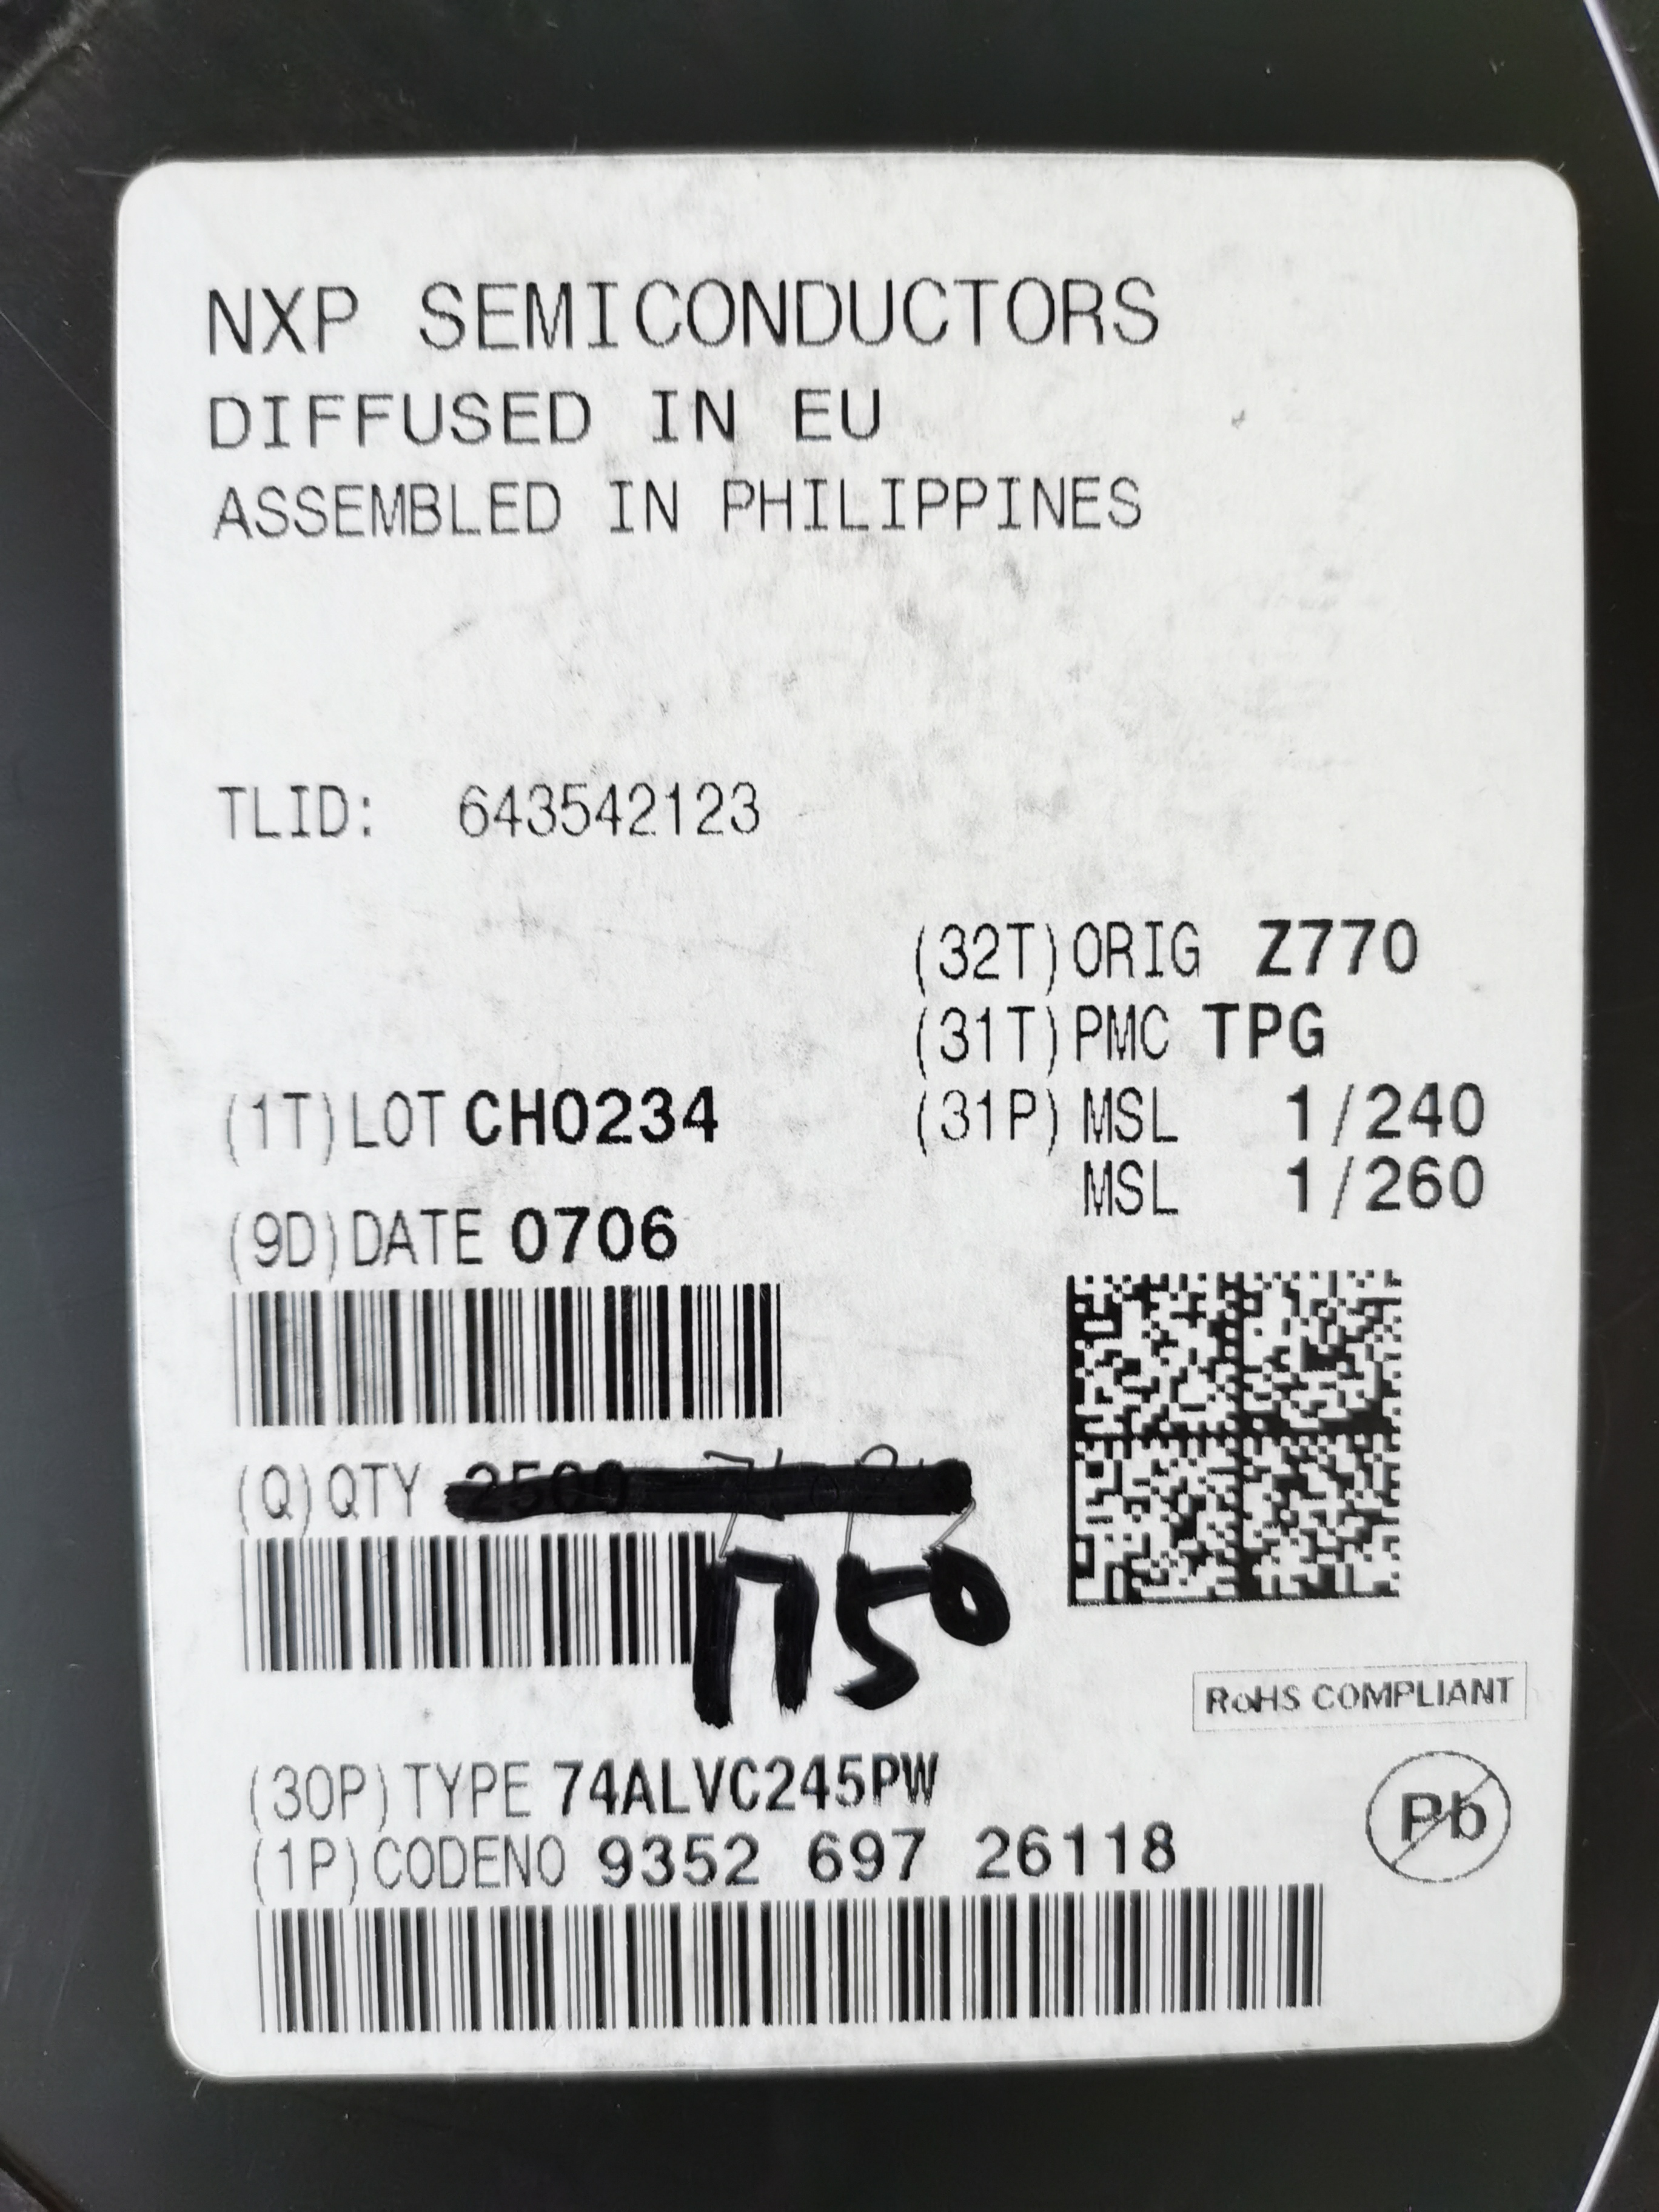 NXP SEMICONDUCTORS
DIFFUSED IN EU
ASSEMBLED IN PHILIPPINES
TLID: 643542123
(32T) ORIG Z770
(31T) PMC TPG
(1T) LOT CH0234
(31P) MSL 1/240
MSL 1/260
(9D) DATE 0706
(Q) QTY 2500
1750
RoHS COMPLIANT
(30P) TYPE 74ALVC245PW
Pb
(1P) CODENO 9352 697 26118